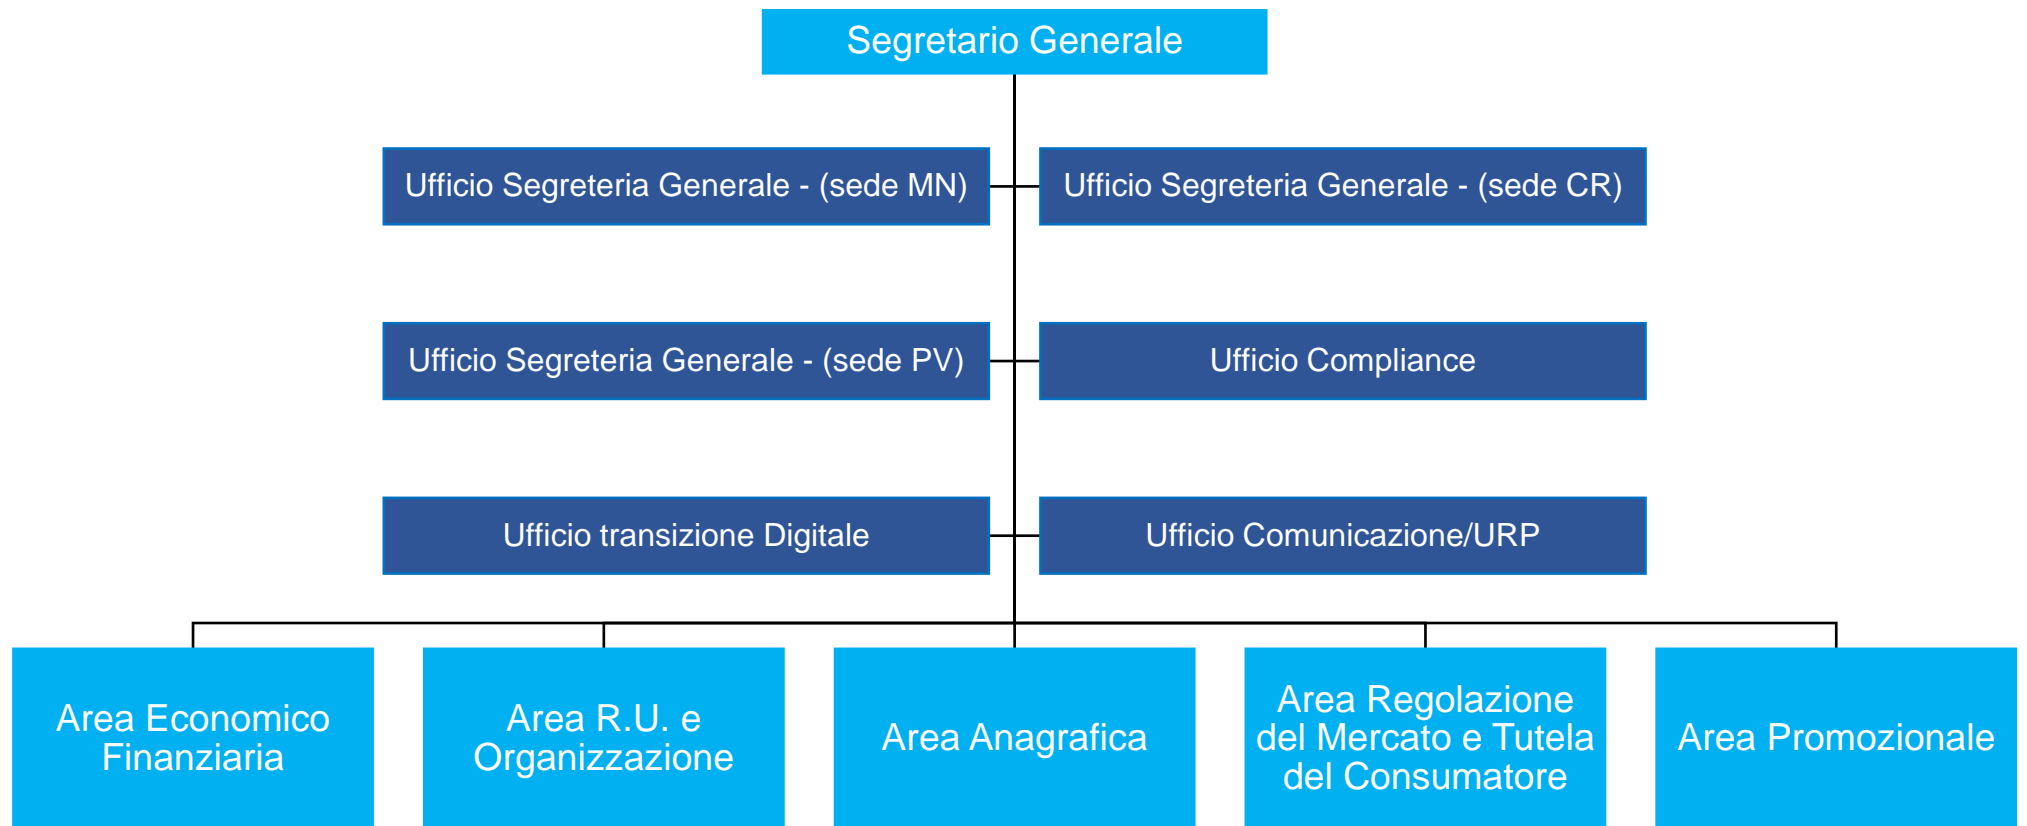 Segretario Generale
Ufficio Segreteria Generale - (sede MN)
Ufficio Segreteria Generale - (sede CR)
Ufficio Segreteria Generale - (sede PV)
Ufficio Compliance
Ufficio transizione Digitale
Ufficio Comunicazione/URP
Area Economico
Finanziaria
Area R.U. e
Organizzazione
Area Anagrafica
Area Regolazione
del Mercato e Tutela
del Consumatore
Area Promozionale